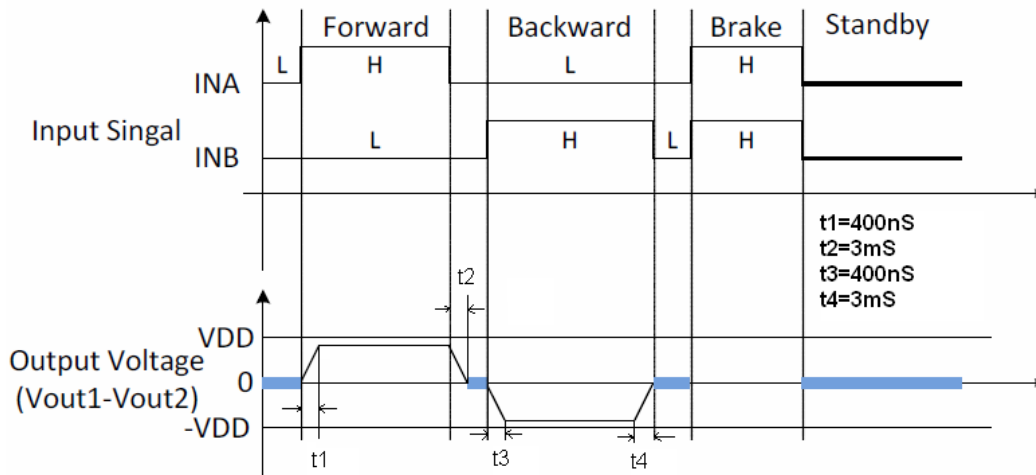 Forward Backward Brake Standby
L H L H
INA
Input Singal
L H L H
INB
t1=400nS
t2=3mS
t3=400nS
t4=3mS
t2
VDD
Output Voltage
(Vout1-Vout2)
0
-VDD
t1 t3 t4